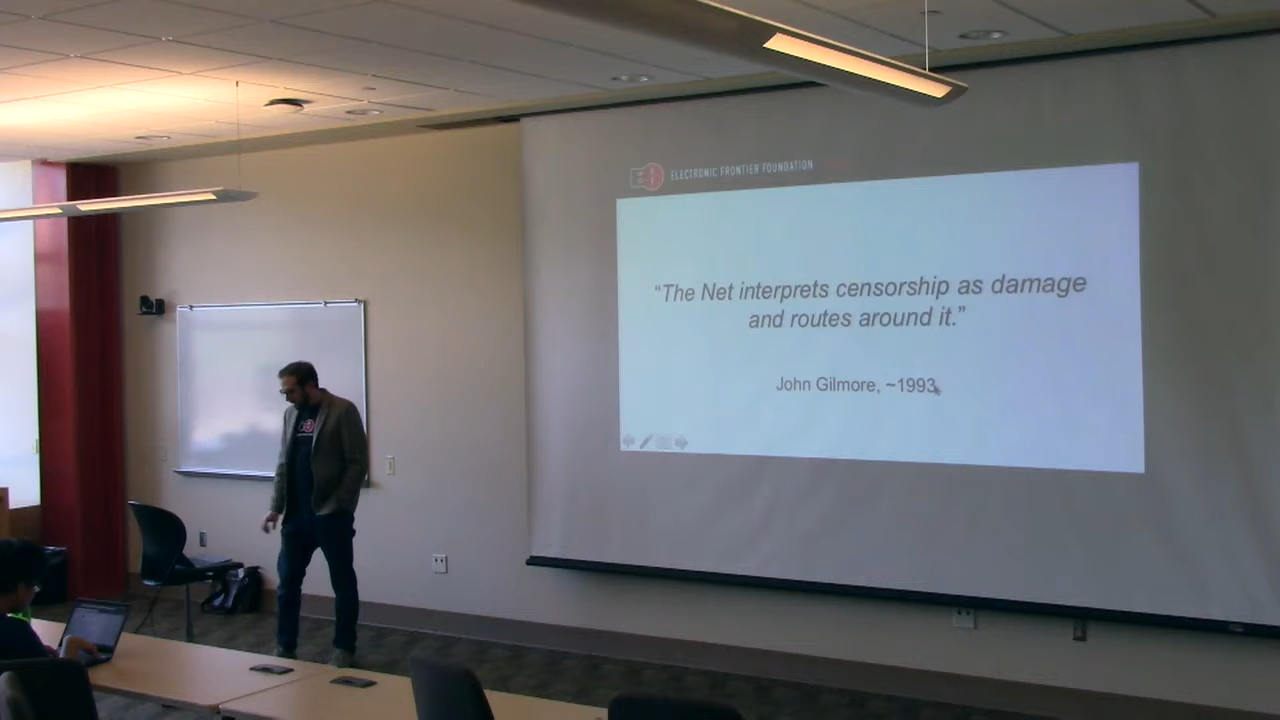 ELECTRONIC FRONTIER FOUNDATION
“The Net interprets censorship as damage
and routes around it.”
John Gilmore, ~1993